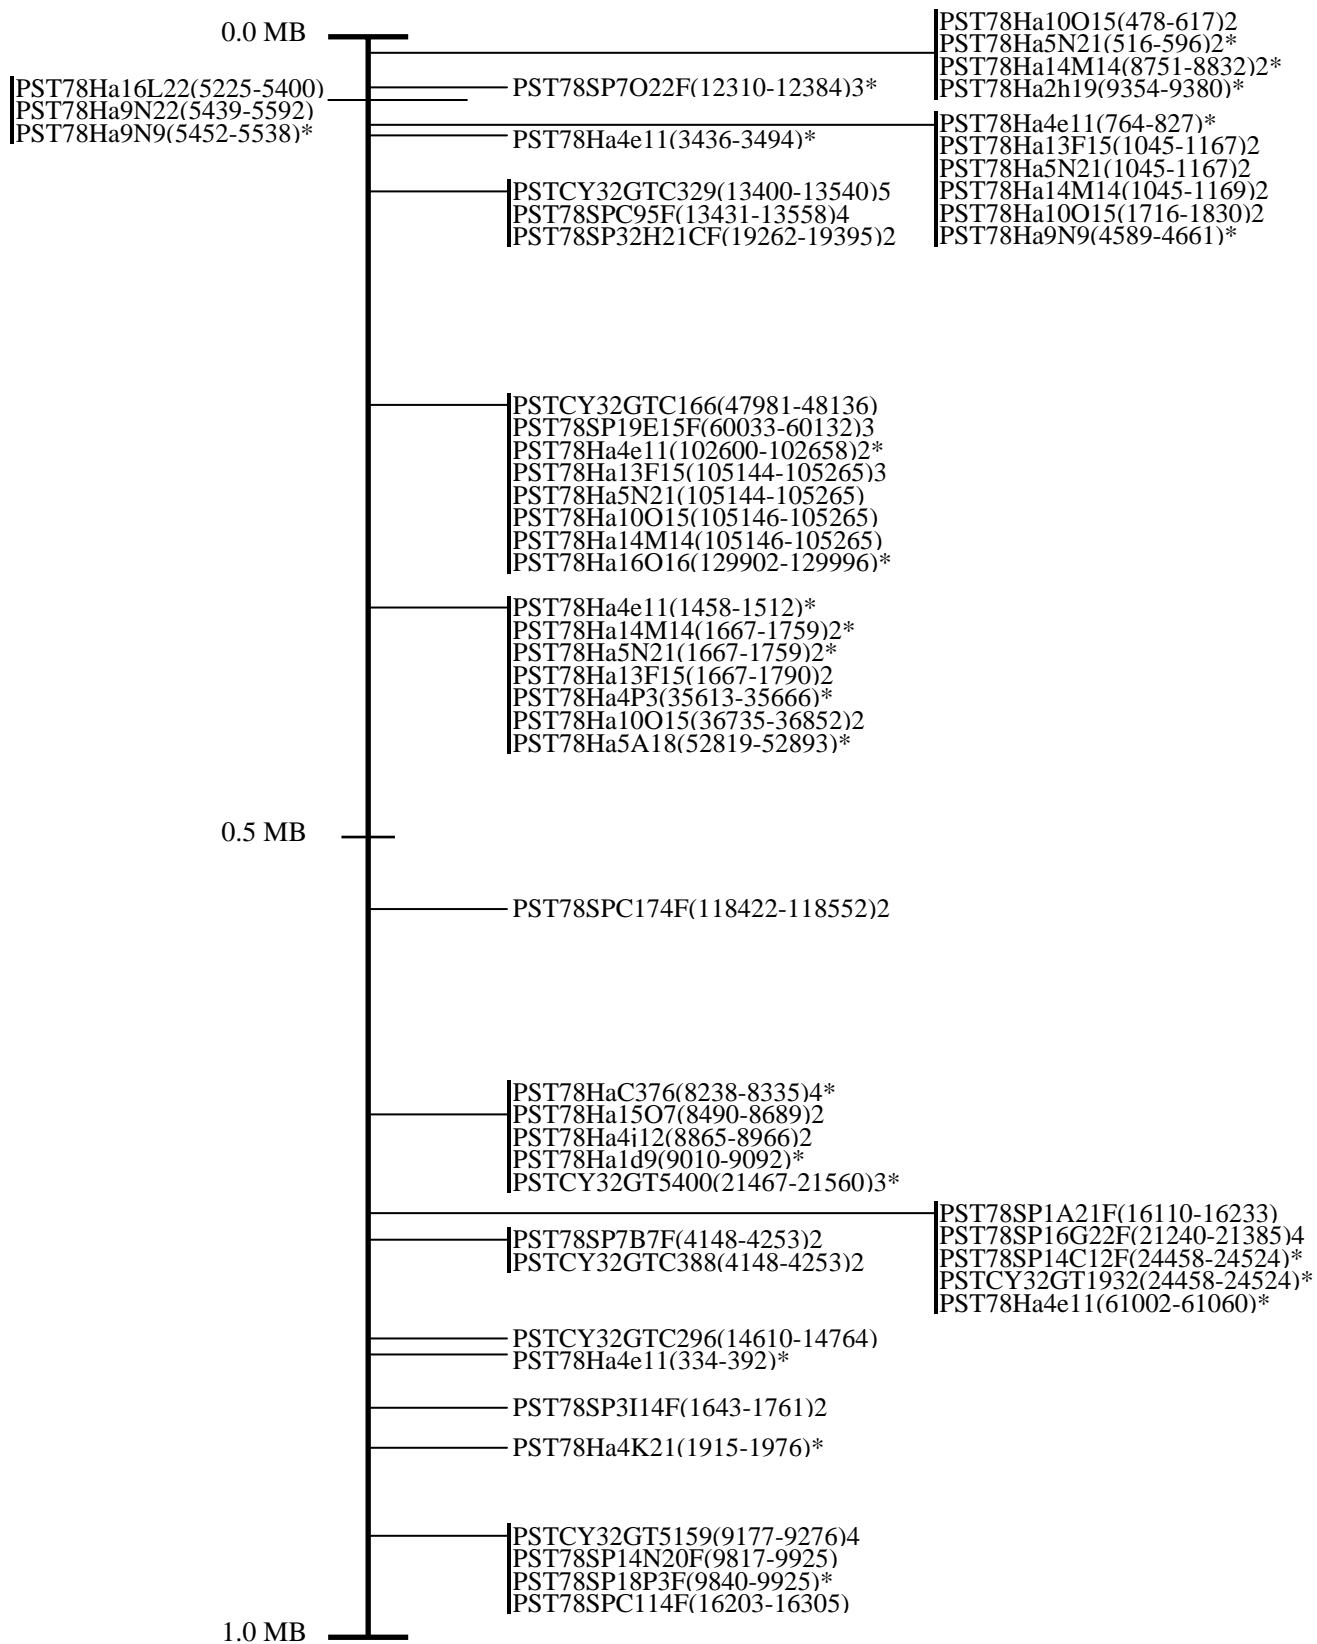 0.0 MB
PST78Ha10O15(478-617)2
PST78Ha5N21(516-596)2*
PST78Ha14M14(8751-8832)2*
PST78Ha2h19(9354-9380)*
PST78Ha16L22(5225-5400)
PST78Ha9N22(5439-5592)
PST78Ha9N9(5452-5538)*
PST78SP7O22F(12310-12384)3*
PST78Ha4e11(764-827)*
PST78Ha13F15(1045-1167)2
PST78Ha5N21(1045-1167)2
PST78Ha14M14(1045-1169)2
PST78Ha10O15(1716-1830)2
PST78Ha9N9(4589-4661)*
PST78Ha4e11(3436-3494)*
PSTCY32GTC329(13400-13540)5
PST78SPC95F(13431-13558)4
PST78SP32H21CF(19262-19395)2
PSTCY32GTC166(47981-48136)
PST78SP19E15F(60033-60132)3
PST78Ha4e11(102600-102658)2*
PST78Ha13F15(105144-105265)3
PST78Ha5N21(105144-105265)
PST78Ha10O15(105146-105265)
PST78Ha14M14(105146-105265)
PST78Ha16O16(129902-129996)*
PST78Ha4e11(1458-1512)*
PST78Ha14M14(1667-1759)2*
PST78Ha5N21(1667-1759)2*
PST78Ha13F15(1667-1790)2
PST78Ha4P3(35613-35666)*
PST78Ha10O15(36735-36852)2
PST78Ha5A18(52819-52893)*
0.5 MB
PST78SPC174F(118422-118552)2
PST78HaC376(8238-8335)4*
PST78Ha15O7(8490-8689)2
PST78Ha4j12(8865-8966)2
PST78Ha1d9(9010-9092)*
PSTCY32GT5400(21467-21560)3*
PST78SP1A21F(16110-16233)
PST78SP16G22F(21240-21385)4
PST78SP14C12F(24458-24524)*
PSTCY32GT1932(24458-24524)*
PST78Ha4e11(61002-61060)*
PST78SP7B7F(4148-4253)2
PSTCY32GTC388(4148-4253)2
PSTCY32GTC296(14610-14764)
PST78Ha4e11(334-392)*
PST78SP3I14F(1643-1761)2
PST78Ha4K21(1915-1976)*
PSTCY32GT5159(9177-9276)4
PST78SP14N20F(9817-9925)
PST78SP18P3F(9840-9925)*
PST78SPC114F(16203-16305)
1.0 MB